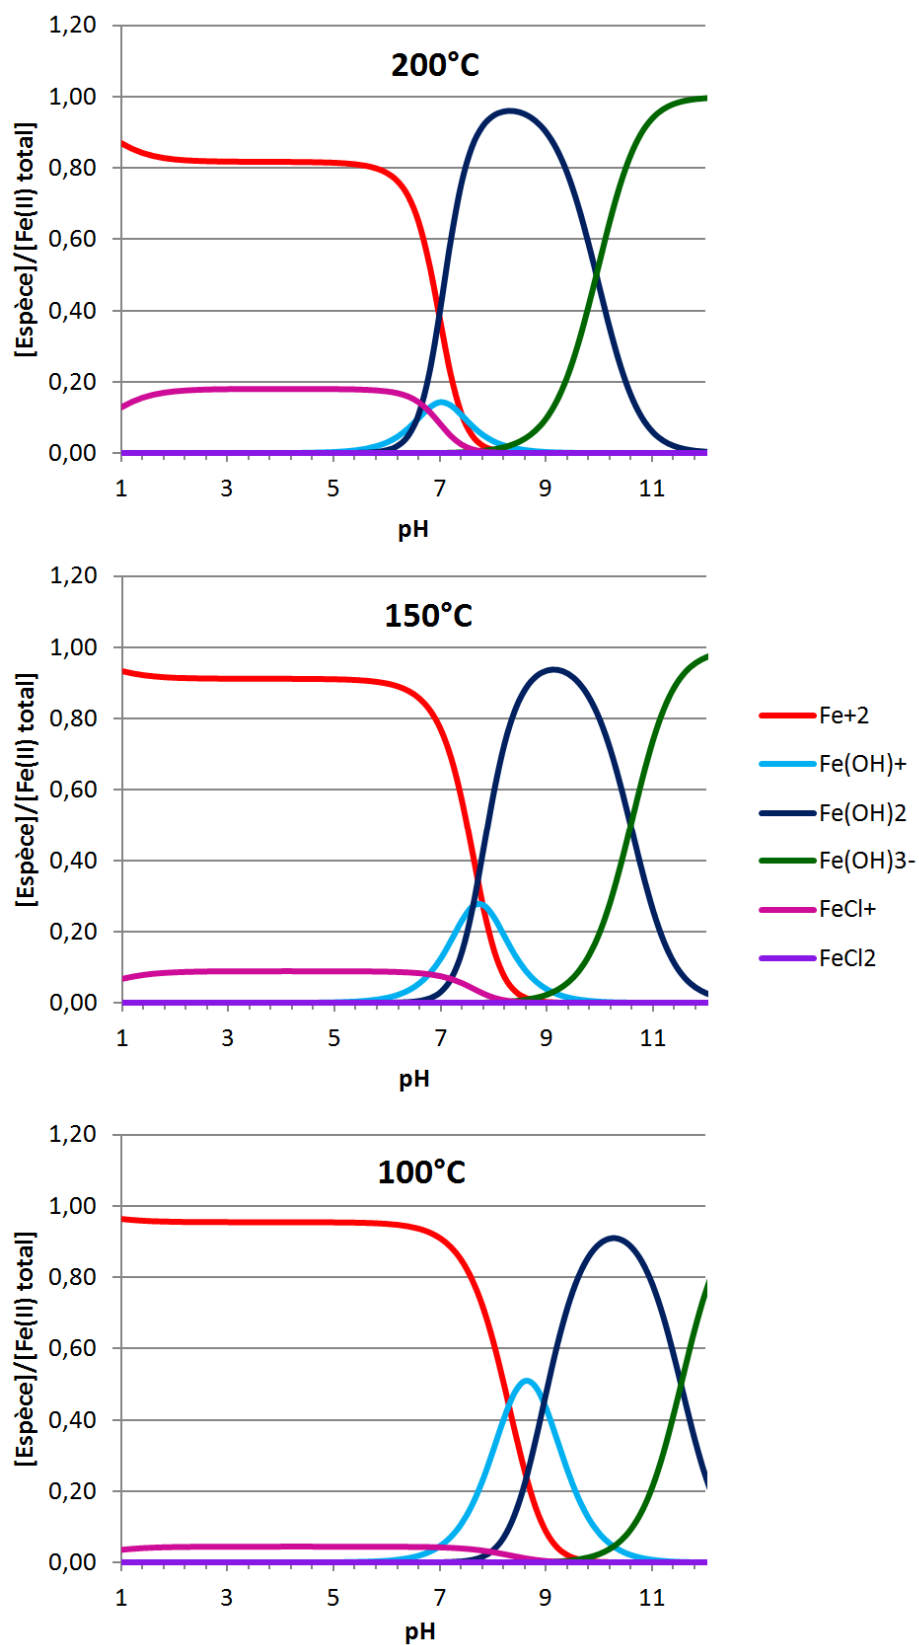 200°C
[Espèce]/[Fe(II) total]
1,20
1,00
0,80
0,60
0,40
0,20
0,00
1 3 5 7 9 11
pH
150°C
[Espèce]/[Fe(II) total]
1,20
1,00
0,80
0,60
0,40
0,20
0,00
1 3 5 7 9 11
pH
Fe+2
Fe(OH)+
Fe(OH)2
Fe(OH)3-
FeCl+
FeCl2
100°C
[Espèce]/[Fe(II) total]
1,20
1,00
0,80
0,60
0,40
0,20
0,00
1 3 5 7 9 11
pH